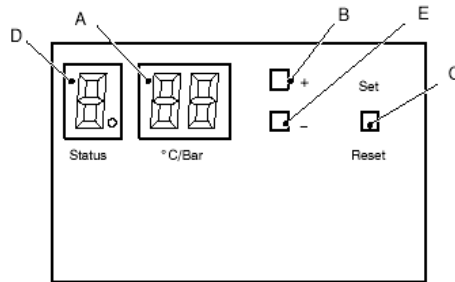 D A B E
C
+ Set
−
Status °C/Bar Reset